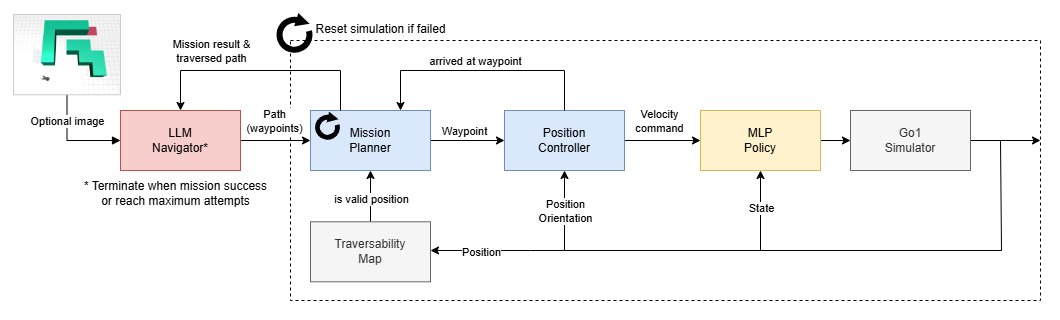 Reset simulation if failed
Mission result &
traversed path
arrived at waypoint
Optional image
LLM
Navigator*
Path
(waypoints)
Mission
Planner
Waypoint
Position
Controller
Velocity
command
MLP
Policy
Go1
Simulator
* Terminate when mission success
or reach maximum attempts
is valid position
Position
Orientation
State
Traversability
Map
Position